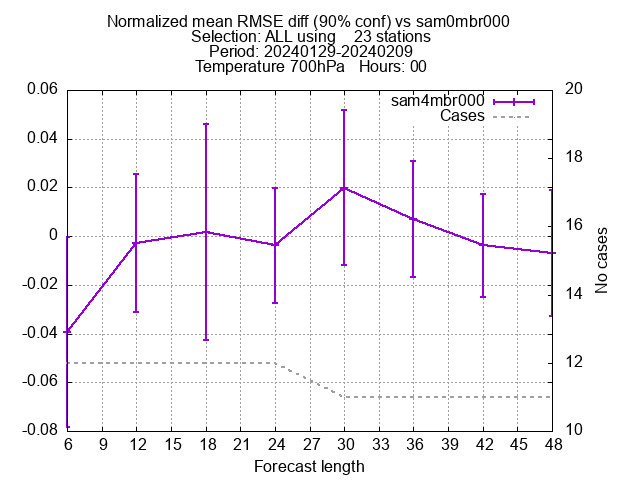 Normalized mean RMSE diff (90% conf) vs sam0mbr000
Selection: ALL using    23 stations
Period: 20240129-20240209
Temperature 700hPa   Hours: 00
sam4mbr000
Cases
0.06
0.04
0.02
0
-0.02
-0.04
-0.06
-0.08
20
18
16
14
12
10
No cases
6 9 12 15 18 21 24 27 30 33 36 39 42 45 48
Forecast length